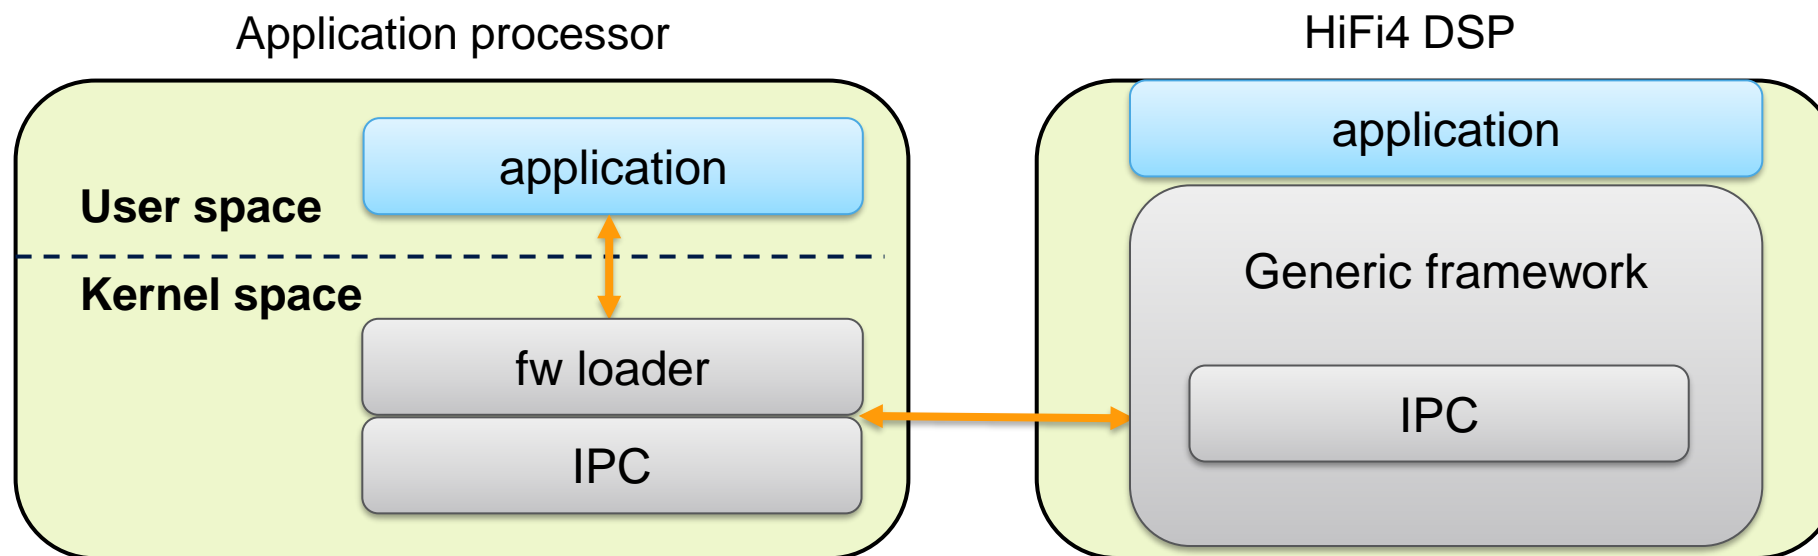 Application processor
application
User space
Kernel space
fw loader
IPC
HiFi4 DSP
application
Generic framework
IPC